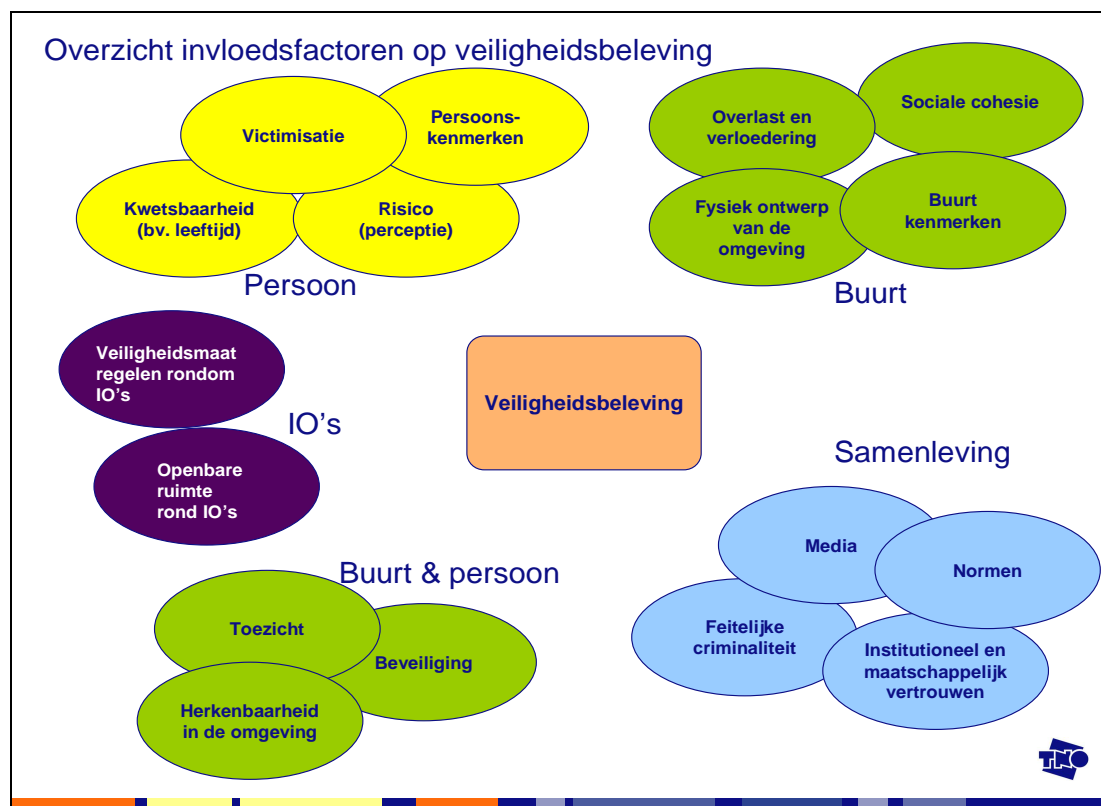 Overzicht invloedsfactoren op veiligheidsbeleving
Victimisatie
Persoons-
kenmerken
Kwetsbaarheid
(bv. leeftijd)
Risico
(perceptie)
Persoon
Overlast en
verloedering
Sociale cohesie
Fysiek ontwerp
van de
omgeving
Buurt
kenmerken
Buurt
Veiligheidsmaat
regelen rondom
IO's
IO's
Openbare
ruimte
rond IO's
Veiligheidsbeleving
Samenleving
Media
Normen
Feitelijke
criminaliteit
Institutioneel en
maatschappelijk
vertrouwen
Buurt & persoon
Toezicht
Beveiliging
Herkenbaarheid
in de omgeving
TNO